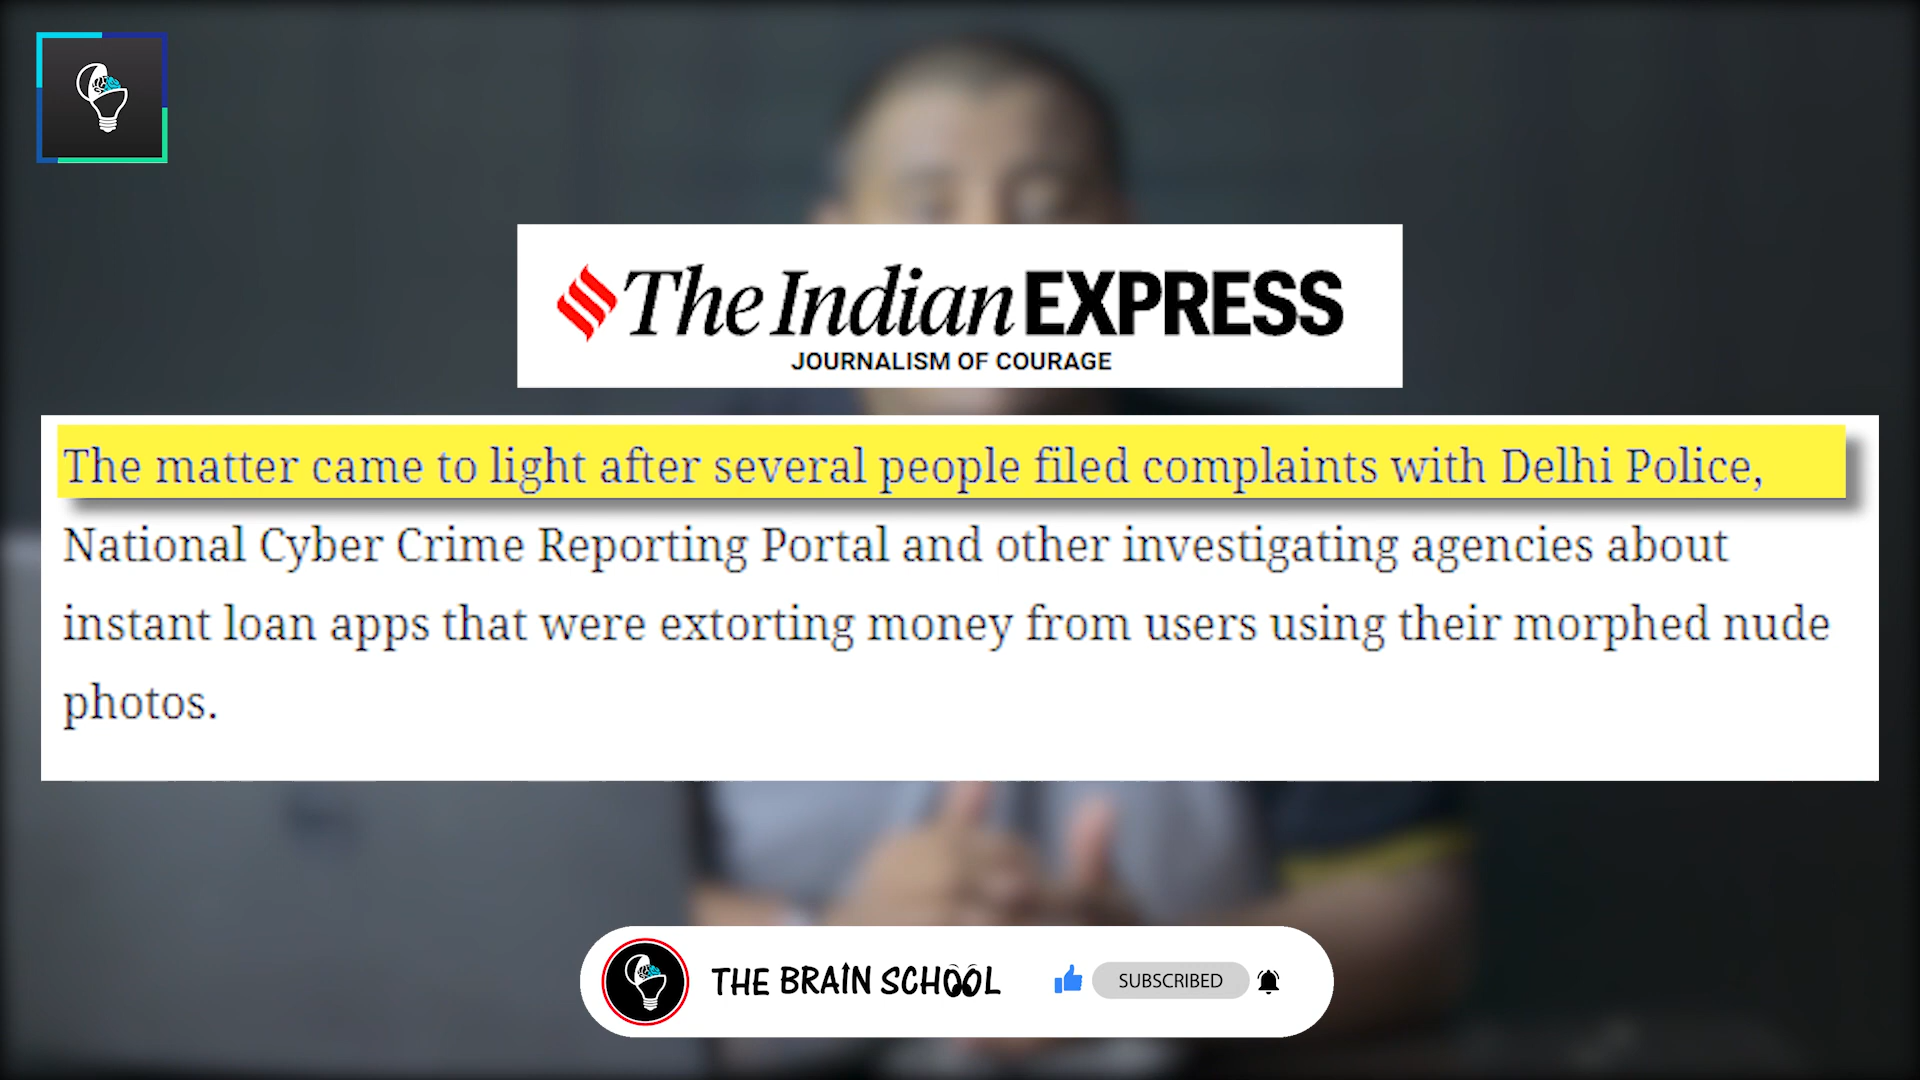 The Indian EXPRESS
JOURNALISM OF COURAGE
The matter came to light after several people filed complaints with Delhi Police,
National Cyber Crime Reporting Portal and other investigating agencies about
instant loan apps that were extorting money from users using their morphed nude
photos.
THE BRAIN SCHOOL
SUBSCRIBED